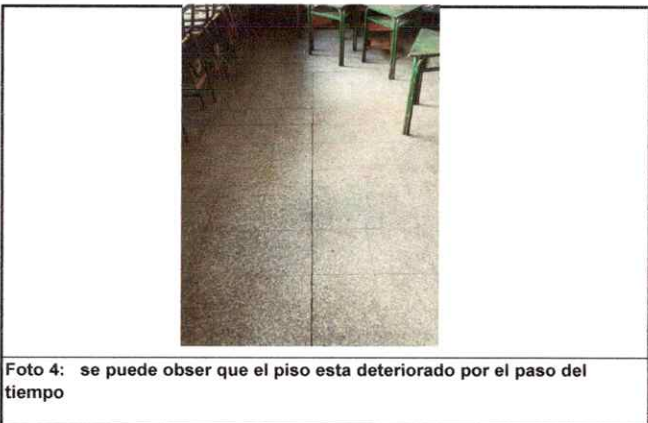 Foto 4: se puede obser que el piso esta deteriorado por el paso del
tiempo